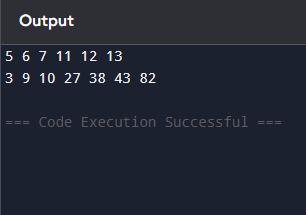 Output
5 6 7 11 12 13
3 9 10 27 38 43 82
=== Code Execution Successful ===